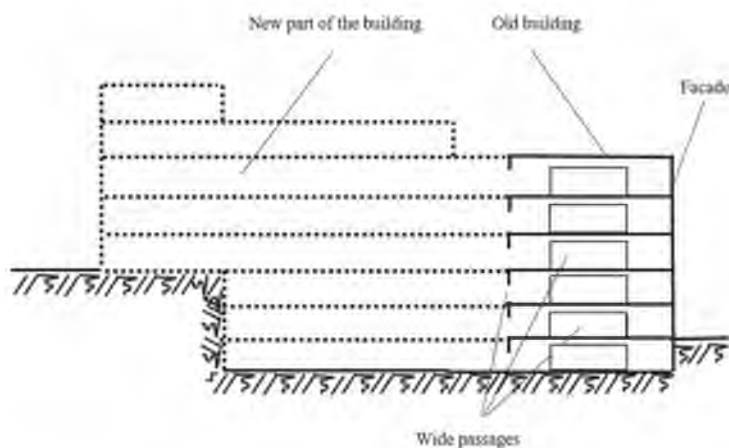 New part of the building
Old building
Facade
Wide passages